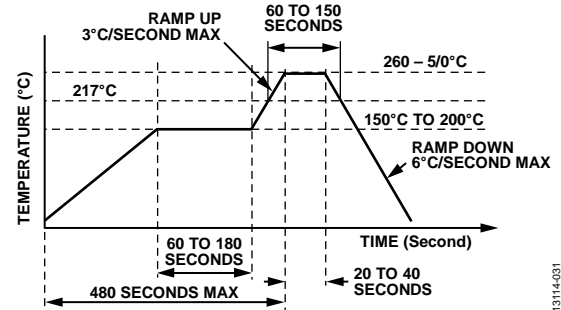 60 TO 150
SECONDS
RAMP UP
3°C/SECOND MAX
260 – 5/0°C
217°C
150°C TO 200°C
RAMP DOWN
6°C/SECOND MAX
TEMPERATURE (°C)
TIME (Second)
60 TO 180
SECONDS
20 TO 40
SECONDS
480 SECONDS MAX
13114-031